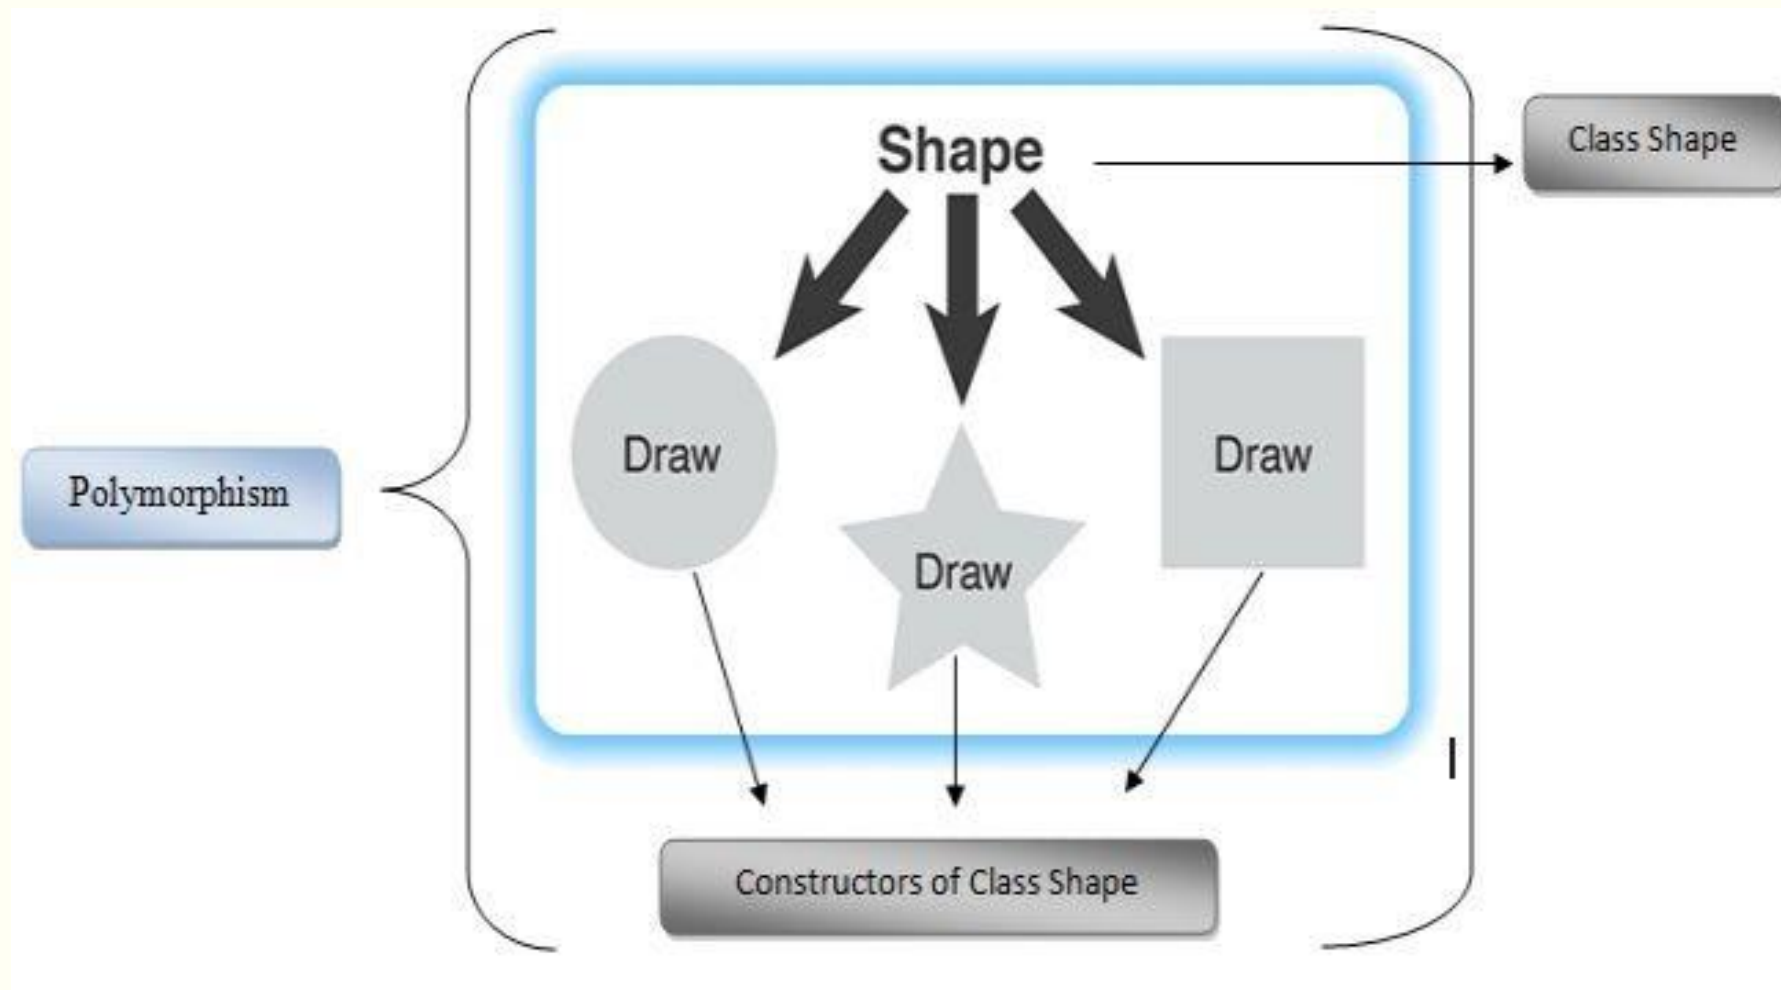 Shape
Class Shape
Draw
Draw
Draw
Polymorphism
Constructors of Class Shape